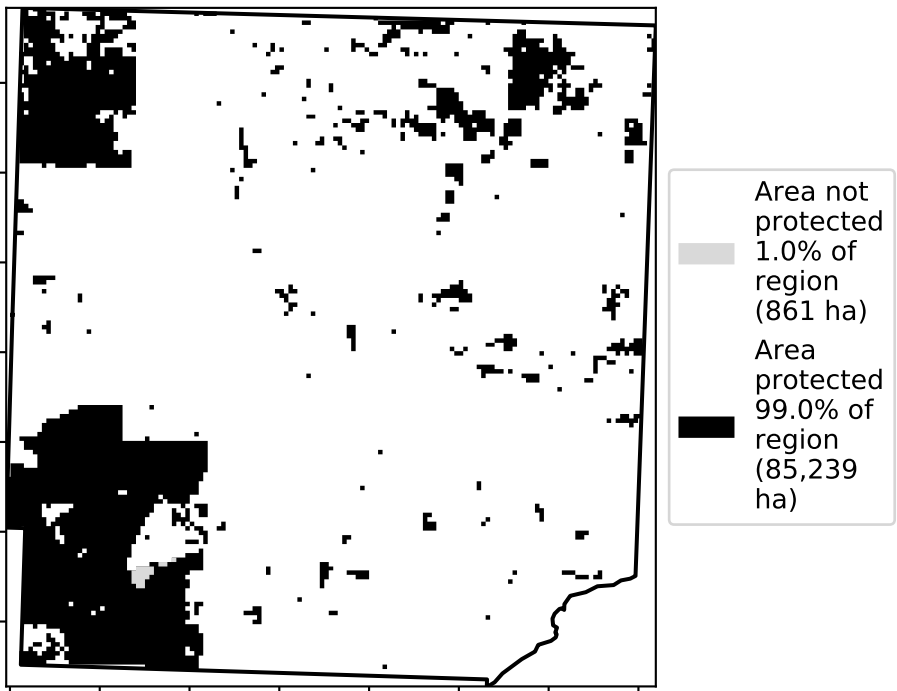 Area not
protected
1.0% of
region
(861 ha)
Area
protected
99.0% of
region
(85,239
ha)